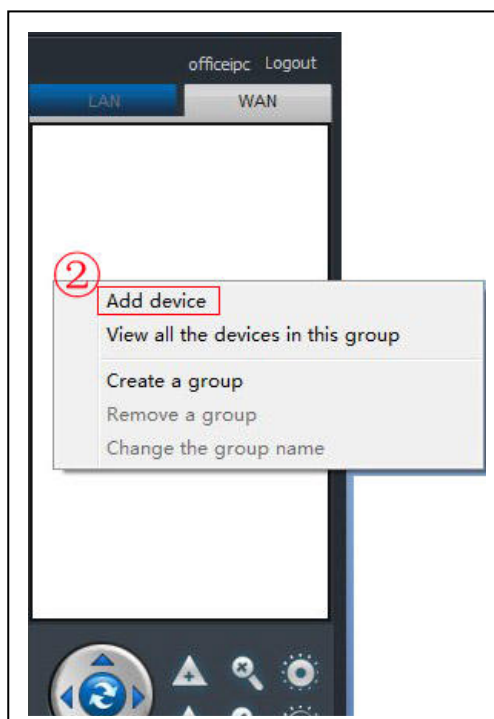 officeipc Logout
LAN WAN
②
Add device
View all the devices in this group
Create a group
Remove a group
Change the group name